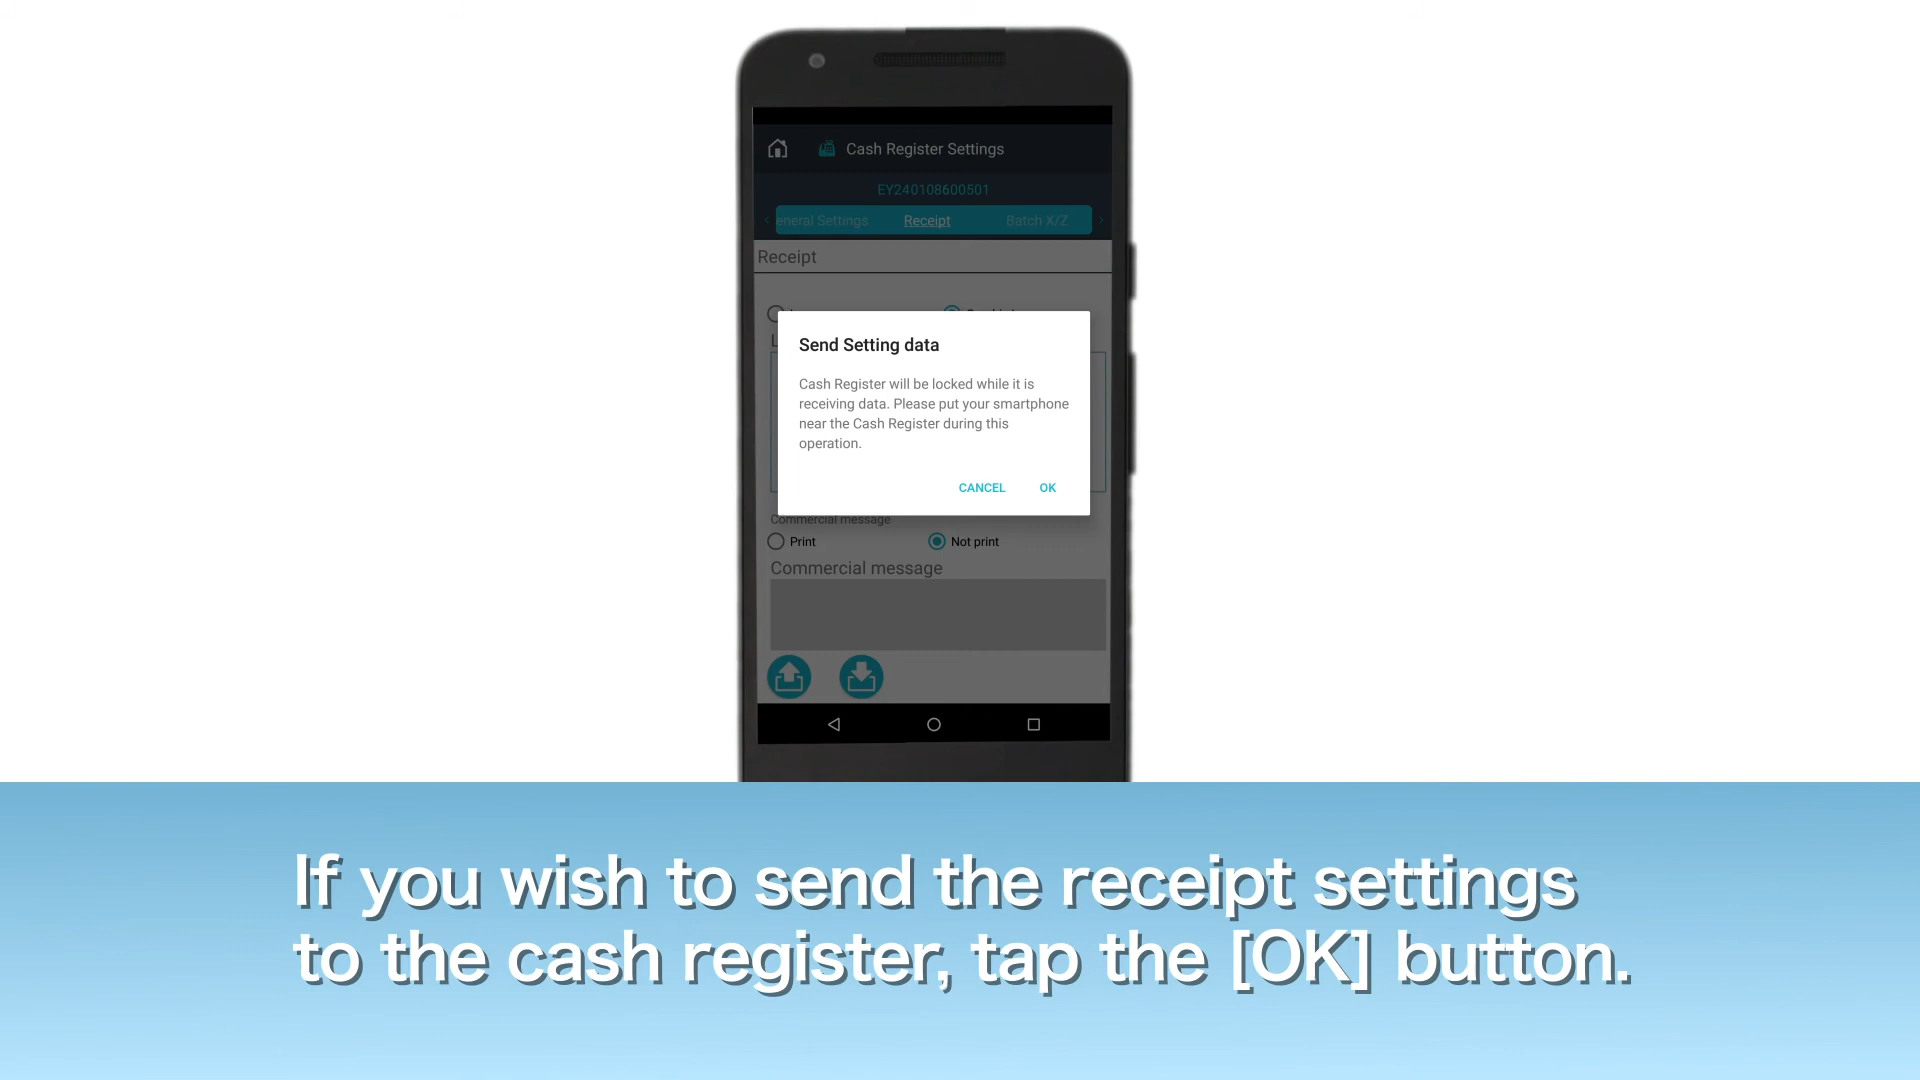 Cash Register Settings
EY240108600501
eneral Settings Receipt Batch X/Z
Receipt
Send Setting data
Cash Register will be locked while it is
receiving data. Please put your smartphone
near the Cash Register during this
operation.
CANCEL OK
Commercial message
Print Not print
Commercial message
If you wish to send the receipt settings
to the cash register, tap the [OK] button.